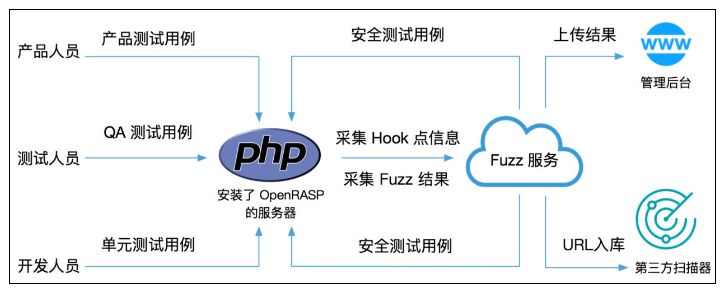 产品人员
产品测试用例
安全测试用例
上传结果
WWW
管理后台
测试人员
QA 测试用例
php
安装了 OpenRASP
的服务器
采集 Hook 点信息
采集 Fuzz 结果
Fuzz 服务
开发人员
单元测试用例
安全测试用例
URL入库
第三方扫描器